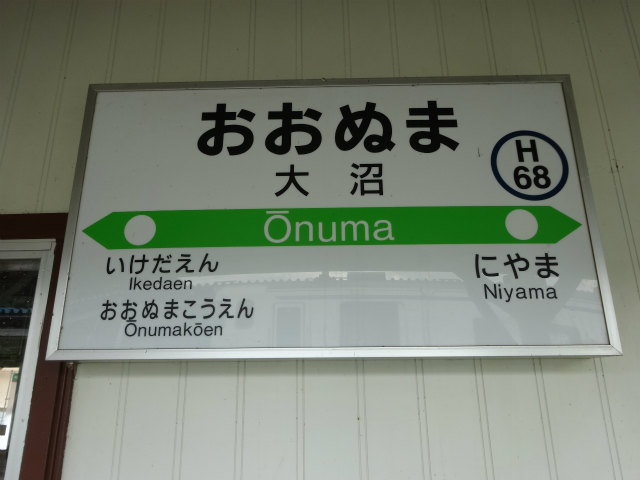 おおぬま
大沼
H
68
Ōnuma
いけだえん
Ikedaen
おおぬまこうえん
Ōnumakōen
にやま
Niyama